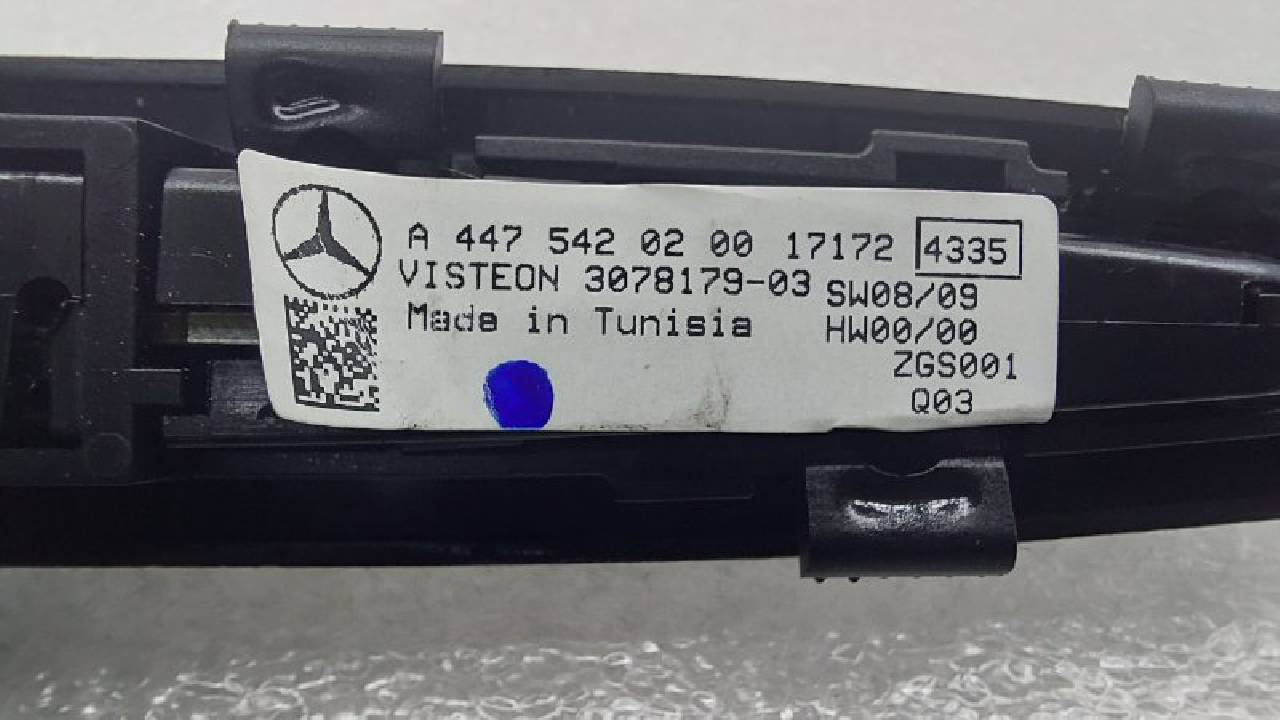 A 447 542 02 00 17172 4335
VISTEON 3078179-03 SW08/09
Made in Tunisia HW00/00
ZGS001
Q03